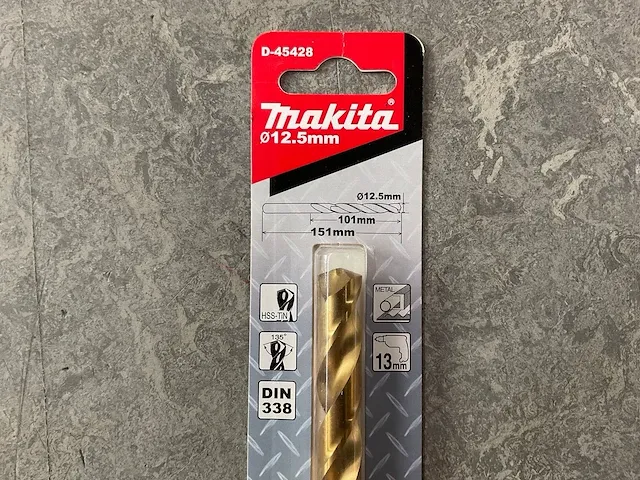 D-45428
makita®
Ø12.5mm
Ø12.5mm
101mm
151mm
HSS-TiN
METAL
135°
13mm
DIN
338